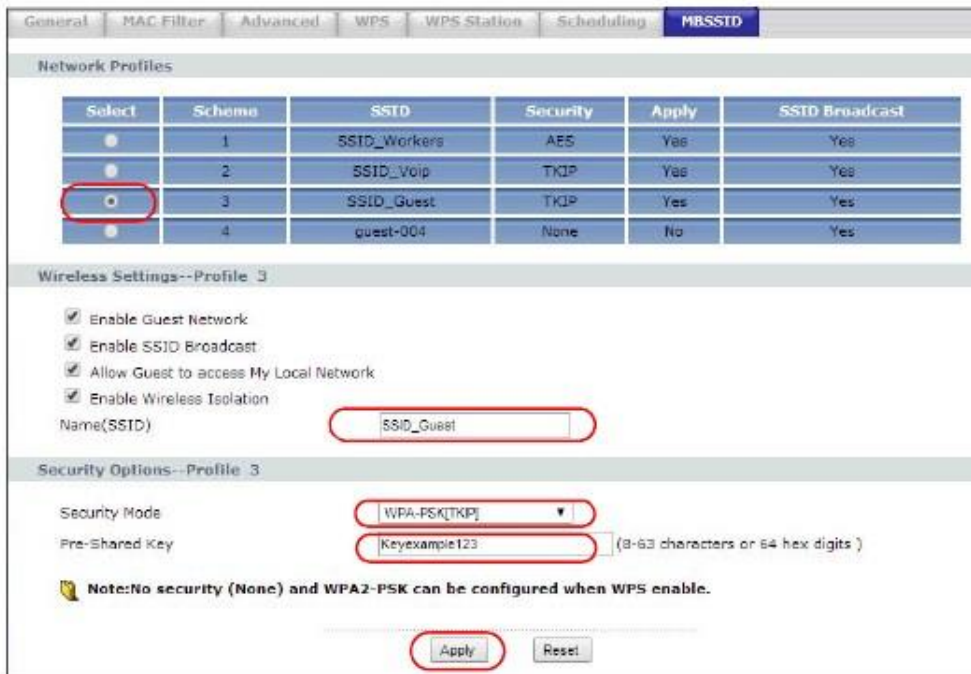 General MAC Filter Advanced WPS WPS Station Scheduling MBSSID
Network Profiles
Select Scheme SSID Security Apply SSID Broadcast
1 SSID_Workers AES Yes Yes
2 SSID_Voip TKIP Yes Yes
3 SSID_Guest TKIP Yes Yes
4 guest-004 None No Yes
Wireless Settings--Profile 3
Enable Guest Network
Enable SSID Broadcast
Allow Guest to access My Local Network
Enable Wireless Isolation
Name(SSID) SSID_Guest
Security Options--Profile 3
Security Mode WPA-PSK[TKIP]
Pre-Shared Key Keyexample123 (8-63 characters or 64 hex digits )
Note:No security (None) and WPA2-PSK can be configured when WPS enable.
Apply Reset